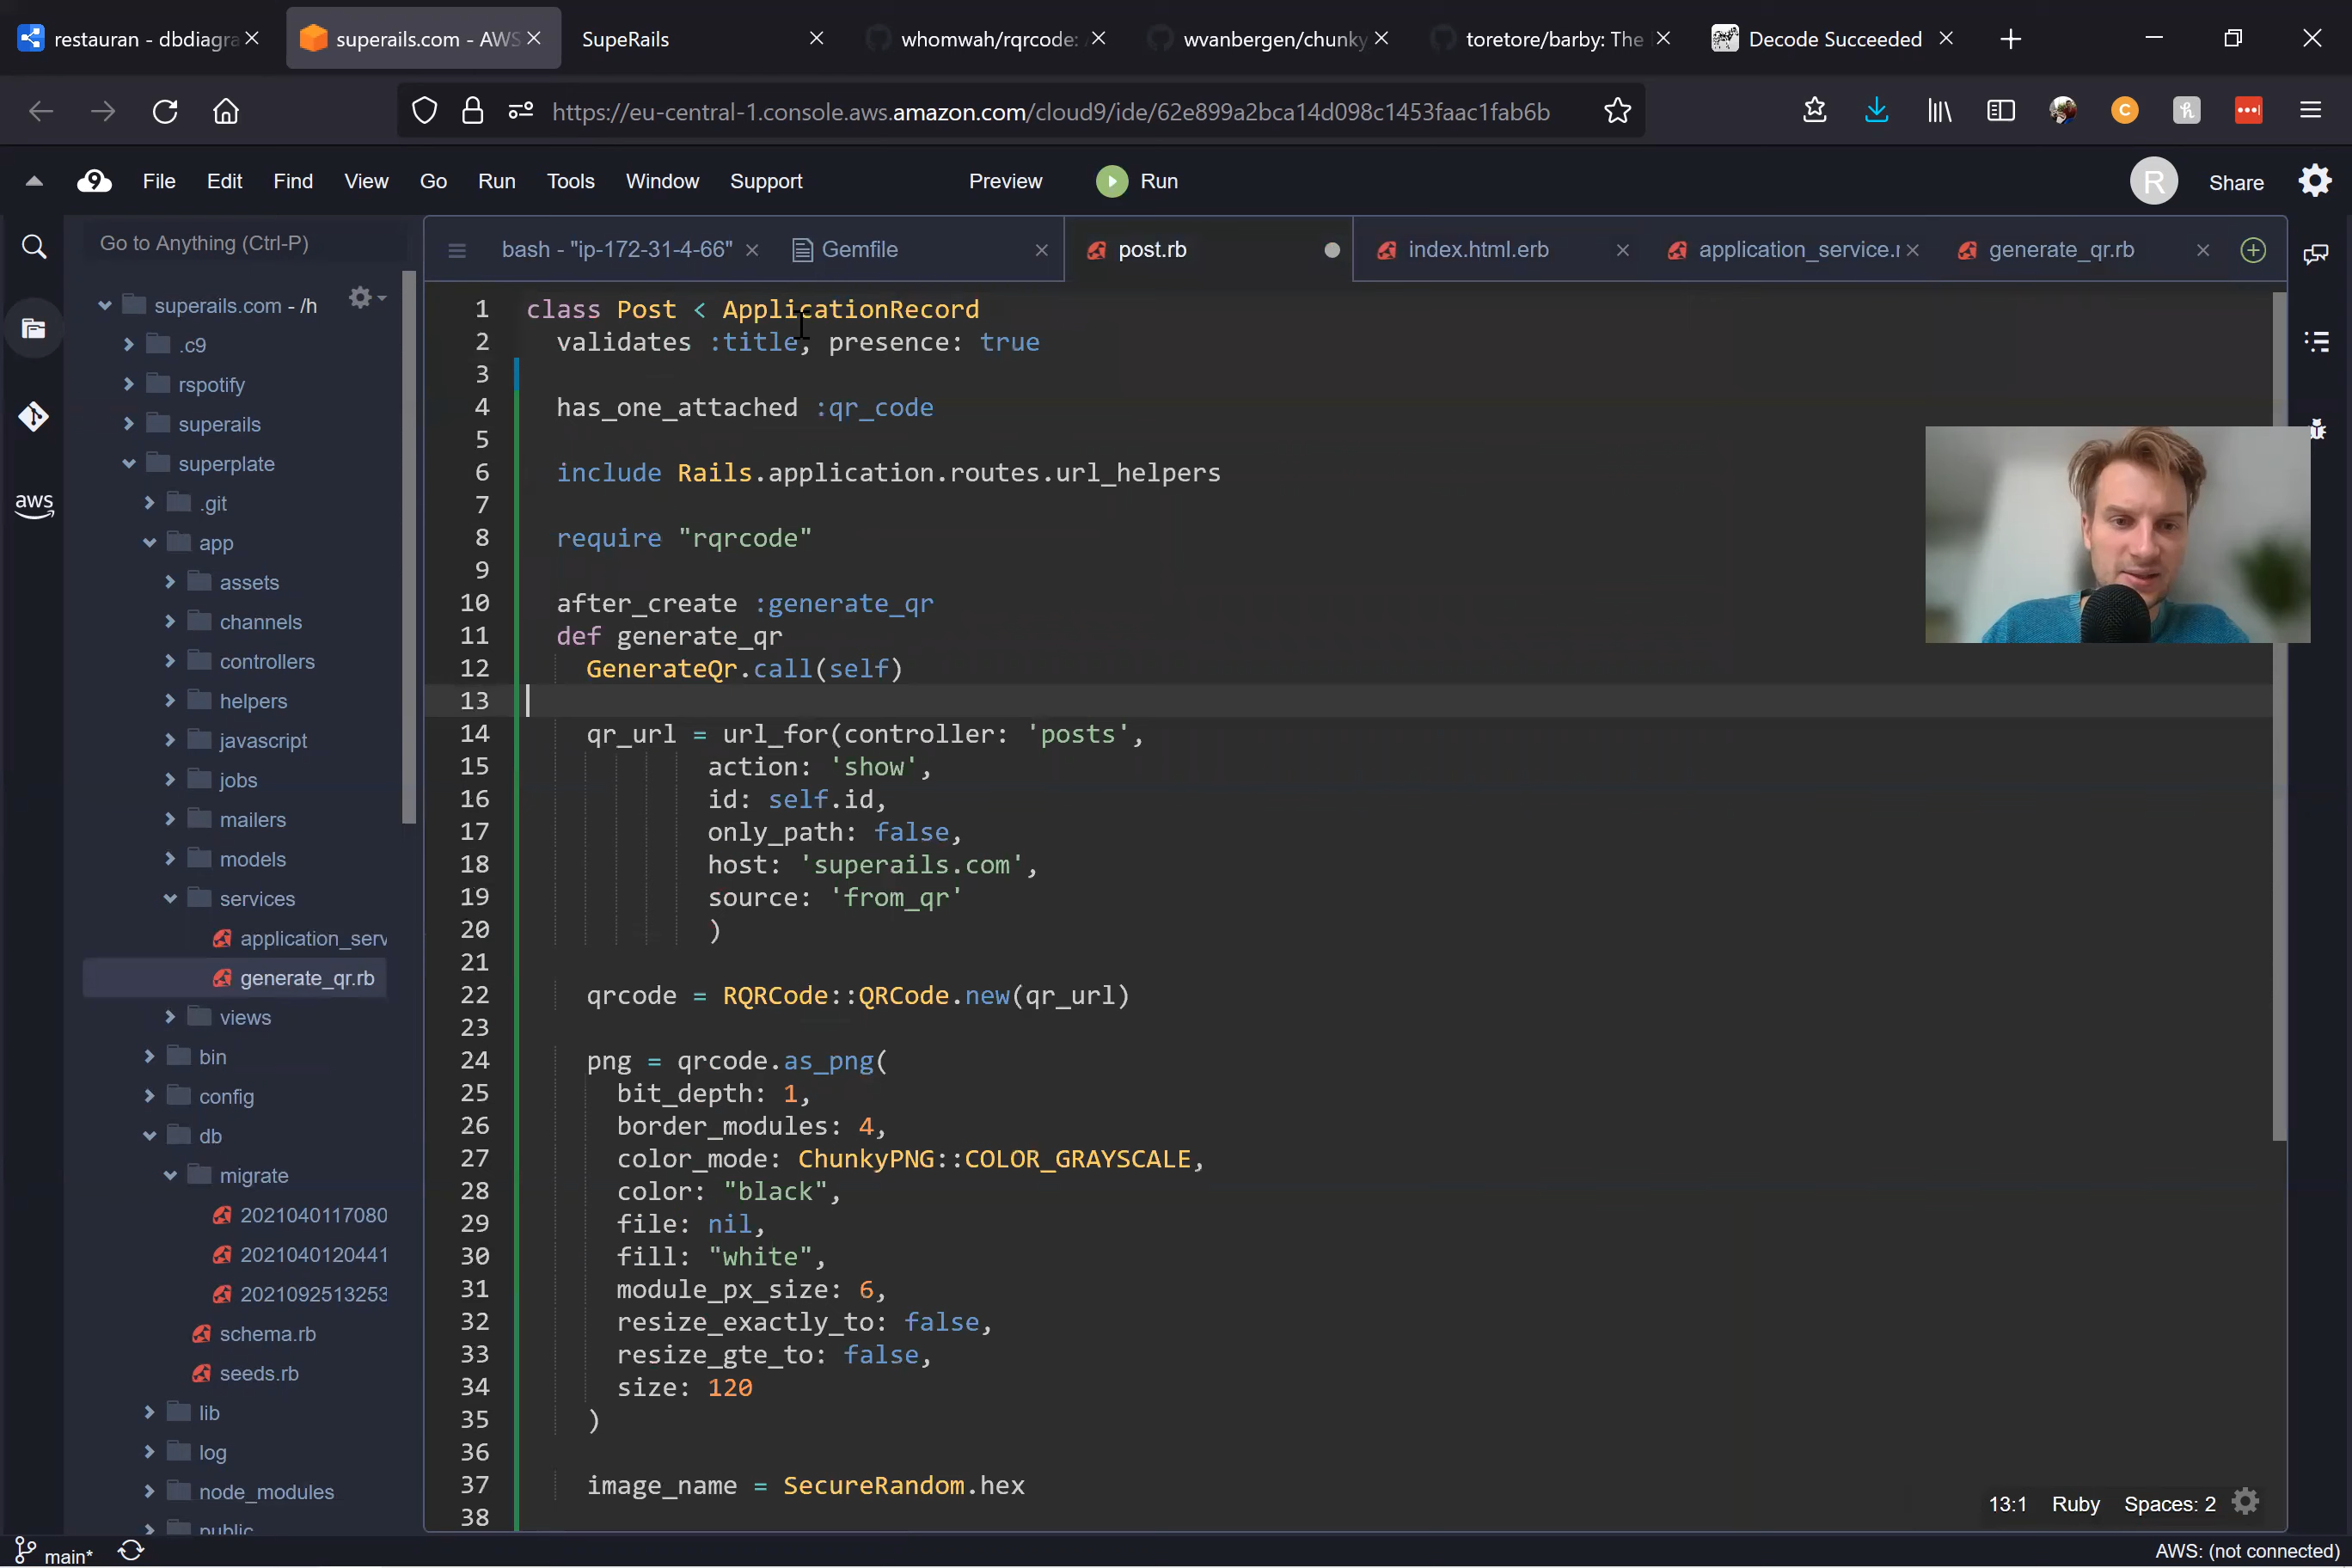 restauran - dbdiagra
superails.com - AWS
SupeRails
whomwah/rqrcode:
wvanbergen/chunky
toretore/barby: The
Decode Succeeded
https://eu-central-1.console.aws.amazon.com/cloud9/ide/62e899a2bca14d098c1453faac1fab6b
9 File Edit Find View Go Run Tools Window Support Preview Run R Share
Go to Anything (Ctrl-P)
bash - "ip-172-31-4-66" Gemfile post.rb index.html.erb application_service.r generate_qr.rb
superails.com - /h
.c9
rspotify
superails
superplate
.git
app
assets
channels
controllers
helpers
javascript
jobs
mailers
models
services
application_serv
generate_qr.rb
views
bin
config
db
migrate
2021040117080
2021040120441
2021092513253
schema.rb
seeds.rb
lib
log
node_modules
public
aws
1 class Post < ApplicationRecord
2 validates :title, presence: true
3
4 has_one_attached :qr_code
5
6 include Rails.application.routes.url_helpers
7
8 require "rqrcode"
9
10 after_create :generate_qr
11 def generate_qr
12 GenerateQr.call(self)
13
14 qr_url = url_for(controller: 'posts',
15 action: 'show',
16 id: self.id,
17 only_path: false,
18 host: 'superails.com',
19 source: 'from_qr'
20 )
21
22 qrcode = RQRCode::QRCode.new(qr_url)
23
24 png = qrcode.as_png(
25 bit_depth: 1,
26 border_modules: 4,
27 color_mode: ChunkyPNG::COLOR_GRAYSCALE,
28 color: "black",
29 file: nil,
30 fill: "white",
31 module_px_size: 6,
32 resize_exactly_to: false,
33 resize_gte_to: false,
34 size: 120
35 )
36
37 image_name = SecureRandom.hex
38
13:1 Ruby Spaces: 2
main* AWS: (not connected)